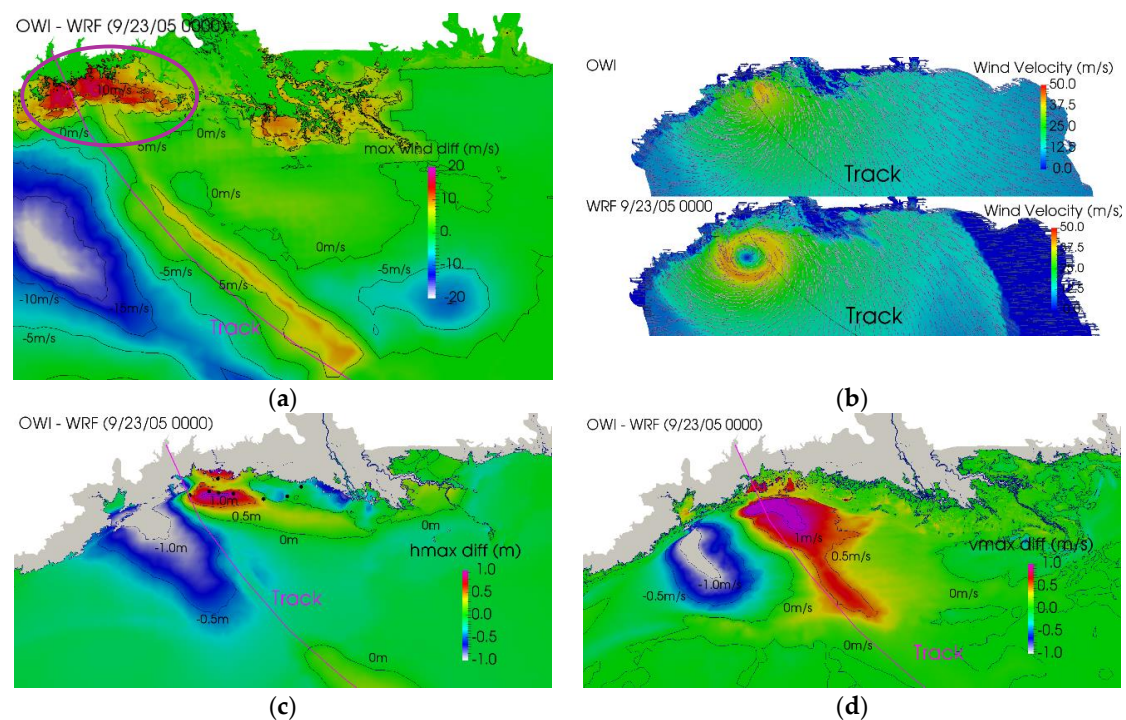 OWI - WRF (9/23/05 0000)
10m/s
0m/s
5m/s
0m/s
max wind diff (m/s)
20
10
0
-10
-20
0m/s
0m/s
-5m/s
-5m/s
5m/s
-10m/s
-15m/s
-5m/s
Track
(a)
OWI
Wind Velocity (m/s)
50.0
37.5
25.0
12.5
0.0
Track
WRF 9/23/05 0000
Wind Velocity (m/s)
50.0
Track
(b)
OWI - WRF (9/23/05 0000)
1.0m
0.5m
0m
0m
-1.0m
-0.5m
hmax diff (m)
1.0
0.5
0.0
-0.5
-1.0
Track
0m
(c)
OWI - WRF (9/23/05 0000)
1m/s
0.5m/s
-1.0m/s
-0.5m/s
0m/s
0m/s
0m/s
vmax diff (m/s)
1.0
0.5
0.0
-0.5
-1.0
Track
(d)